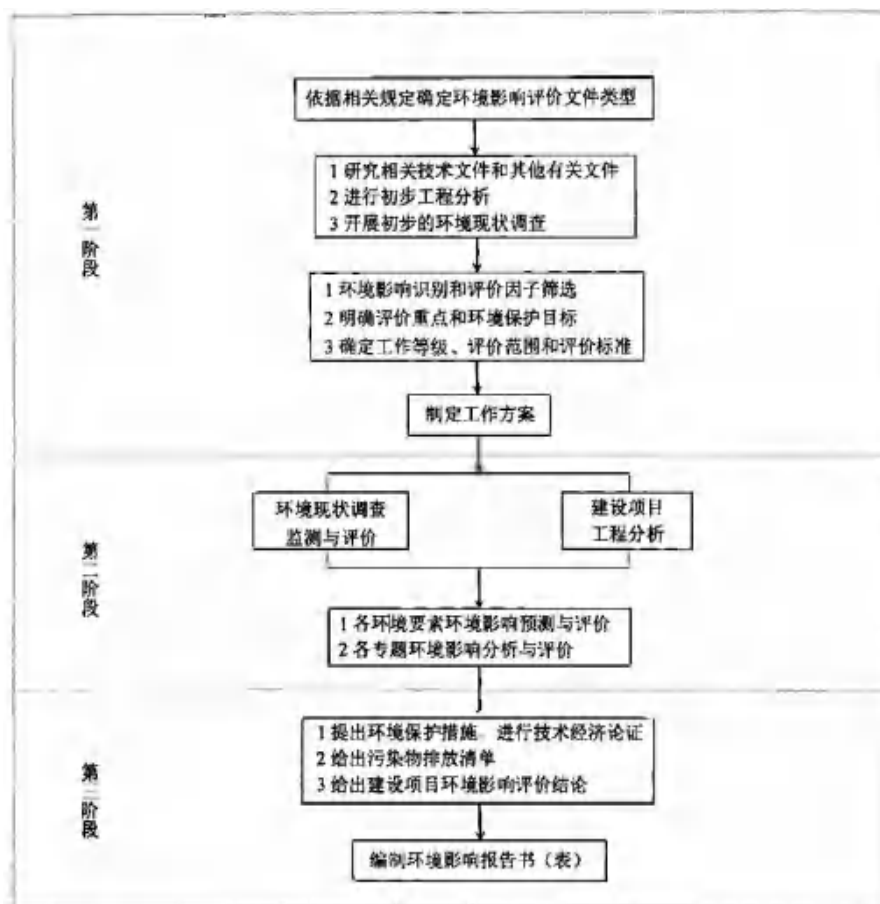 依据相关规定确定环境影响评价文件类型
1 研究相关技术文件和其他有关文件
2 进行初步工程分析
3 开展初步的环境现状调查
第一阶段
1 环境影响识别和评价因子筛选
2 明确评价重点和环境保护目标
3 确定工作等级、评价范围和评价标准
制定工作方案
环境现状调查
监测与评价
建设项目
工程分析
第二阶段
1 各环境要素环境影响预测与评价
2 各专题环境影响分析与评价
1 提出环境保护措施,进行技术经济论证
2 给出污染物排放清单
3 给出建设项目环境影响评价结论
第三阶段
编制环境影响报告书(表)